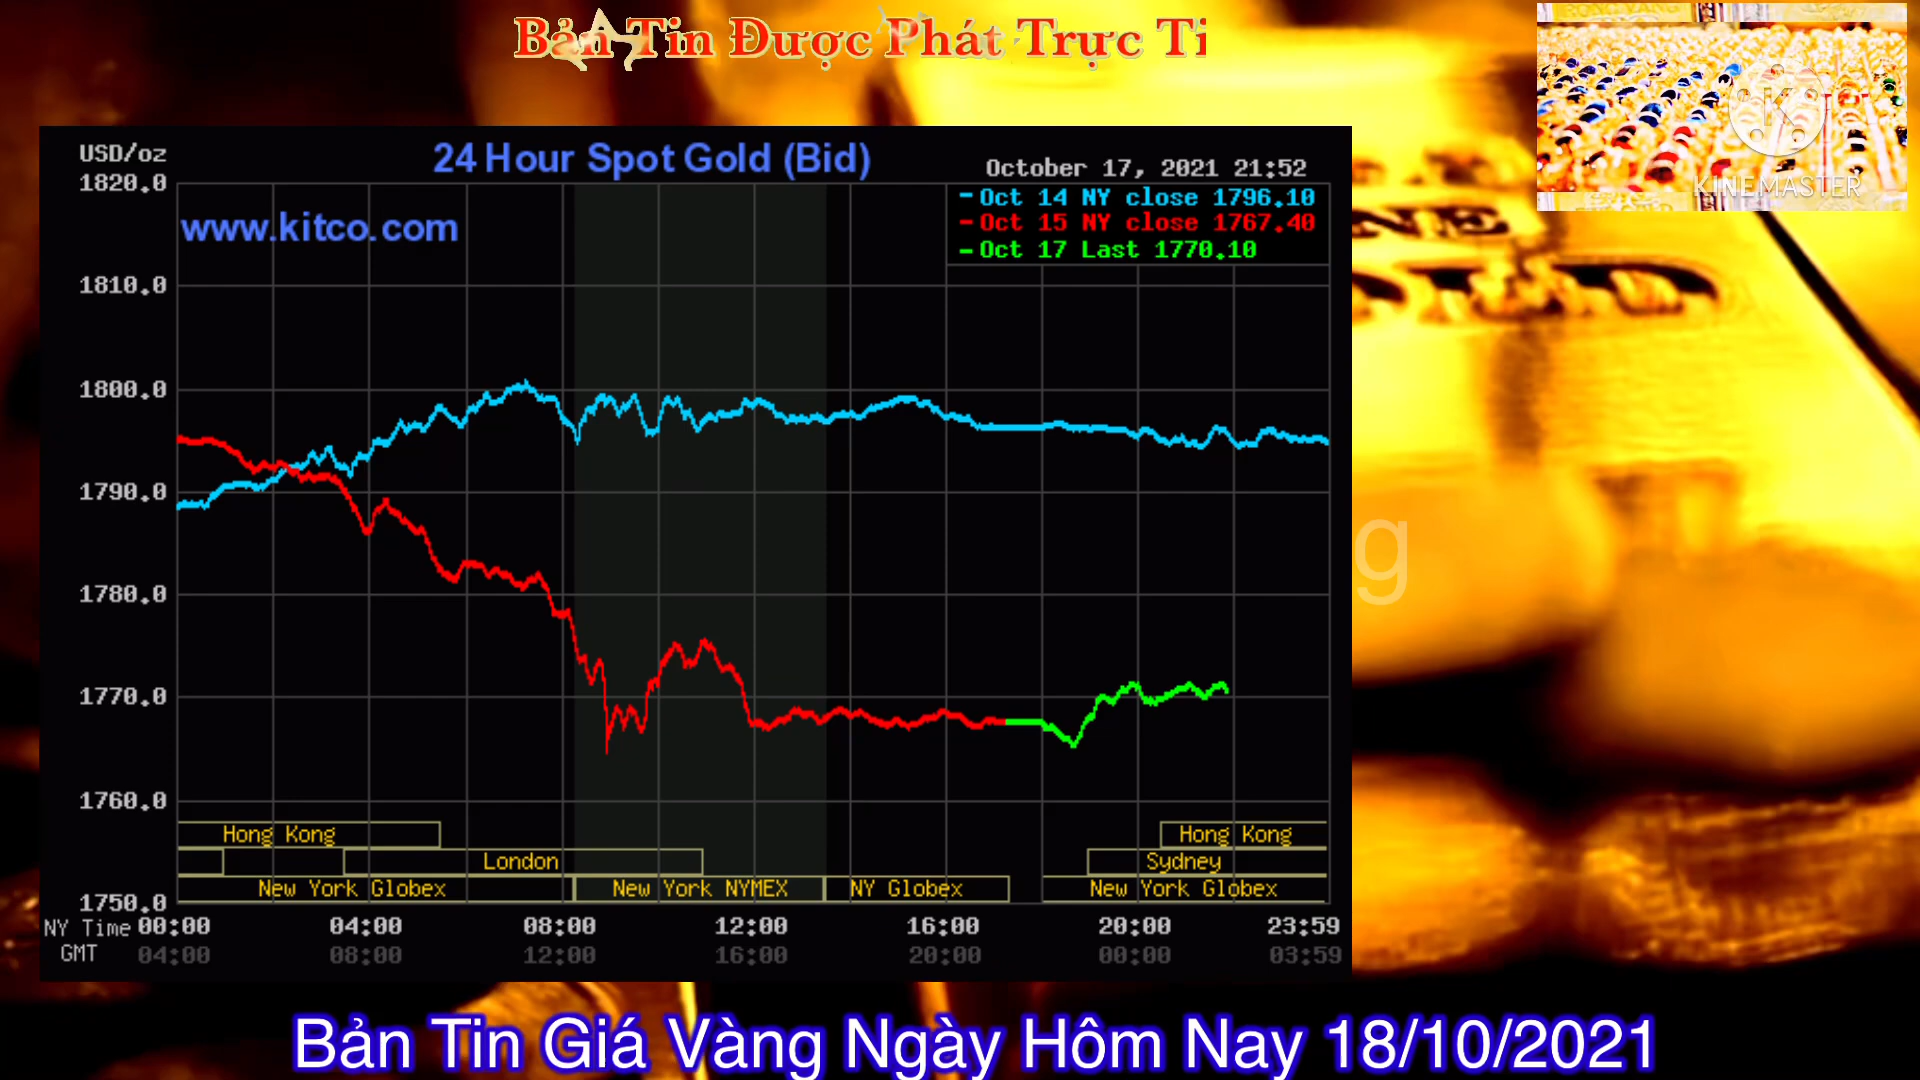 Bản Tin Được Phát Trực Ti
KINEMASTER
USD/oz
24 Hour Spot Gold (Bid)
October 17, 2021 21:52
www.kitco.com
Oct 14 NY close 1796.10
Oct 15 NY close 1767.40
Oct 17 Last 1770.10
1820.0
1810.0
1800.0
1790.0
1780.0
1770.0
1760.0
1750.0
g
Hong Kong Hong Kong
London Sydney
New York Globex New York NYMEX NY Globex New York Globex
NY Time 00:00 04:00 08:00 12:00 16:00 20:00 23:59
GMT 04:00 08:00 12:00 16:00 20:00 00:00 03:59
Bản Tin Giá Vàng Ngày Hôm Nay 18/10/2021